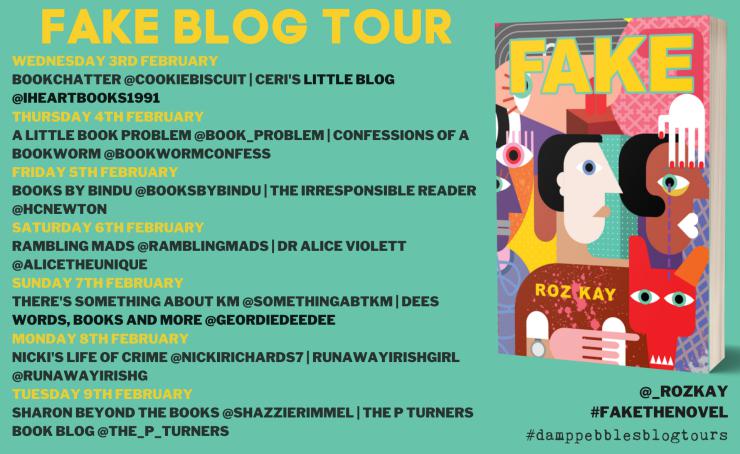 FAKE BLOG TOUR
WEDNESDAY 3RD FEBRUARY
BOOKCHATTER @COOKIEBISCUIT | CERI'S LITTLE BLOG
@IHEARTBOOKS1991
THURSDAY 4TH FEBRUARY
A LITTLE BOOK PROBLEM @BOOK_PROBLEM | CONFESSIONS OF A
BOOKWORM @BOOKWORMCONFESS
FRIDAY 5TH FEBRUARY
BOOKS BY BINDU @BOOKSBYBINDU | THE IRRESPONSIBLE READER
@HCNEWTON
SATURDAY 6TH FEBRUARY
RAMBLING MADS @RAMBLINGMADS | DR ALICE VIOLETT
@ALICETHEUNIQUE
SUNDAY 7TH FEBRUARY
THERE'S SOMETHING ABOUT KM @SOMETHINGABTKM | DEES
WORDS, BOOKS AND MORE @GEORDIEDEEDEE
MONDAY 8TH FEBRUARY
NICKI'S LIFE OF CRIME @NICKIRICHARDS7 | RUNAWAYIRISHGIRL
@RUNAWAYIRISHG
TUESDAY 9TH FEBRUARY
SHARON BEYOND THE BOOKS @SHAZZIERIMMEL | THE P TURNERS
BOOK BLOG @THE_P_TURNERS
FAKE
ROZ KAY
@_ROZKAY
#FAKETHENOVEL
#damppebblesblogtours